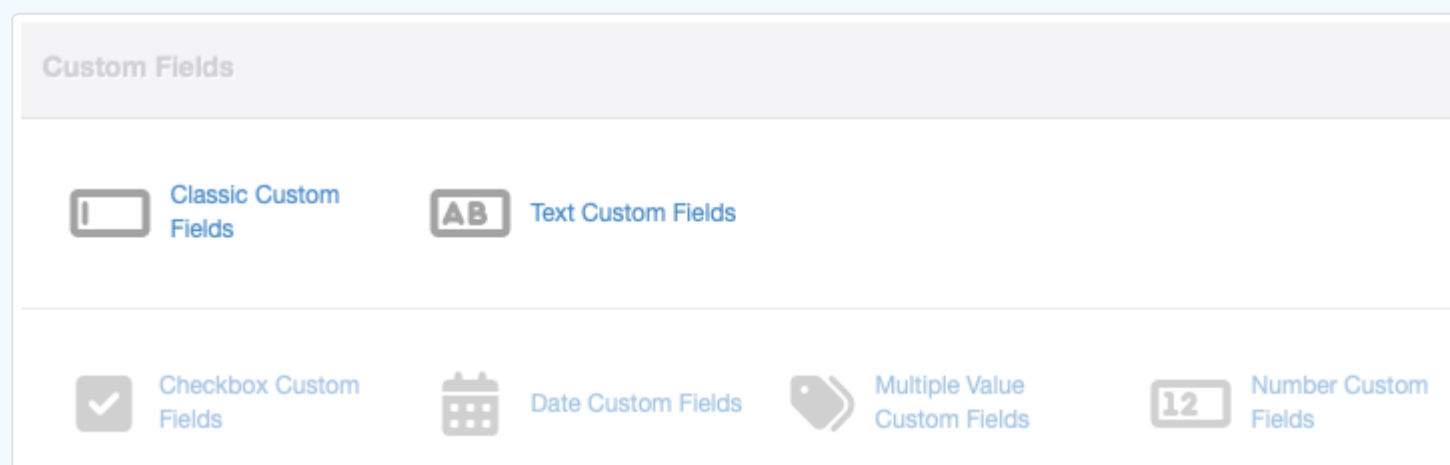 Custom Fields
Classic Custom
Fields
AB
Text Custom Fields
Checkbox Custom
Fields
Date Custom Fields
Multiple Value
Custom Fields
12
Number Custom
Fields